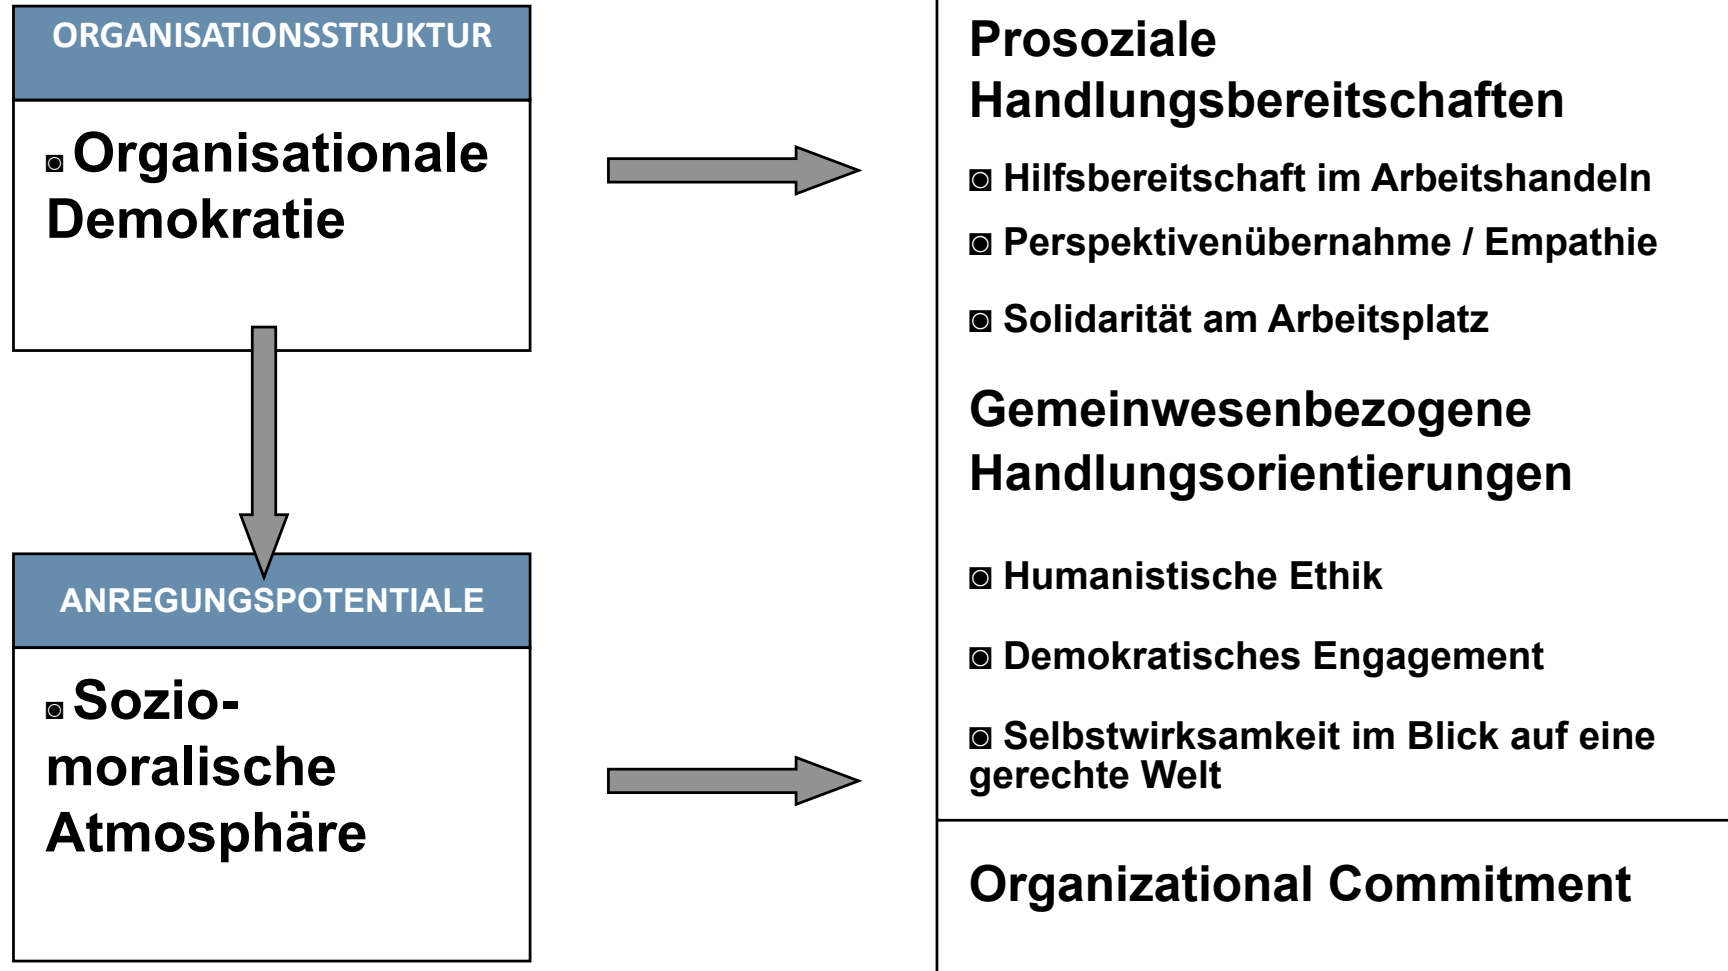 ORGANISATIONSSTRUKTUR
◙ Organisationale
Demokratie
ANREGUNGSPOTENTIALE
◙ Sozio-
moralische
Atmosphäre
Prosoziale
Handlungsbereitschaften
◙ Hilfsbereitschaft im Arbeitshandeln
◙ Perspektivenübernahme / Empathie
◙ Solidarität am Arbeitsplatz
Gemeinwesenbezogene
Handlungsorientierungen
◙ Humanistische Ethik
◙ Demokratisches Engagement
◙ Selbstwirksamkeit im Blick auf eine
gerechte Welt
Organizational Commitment